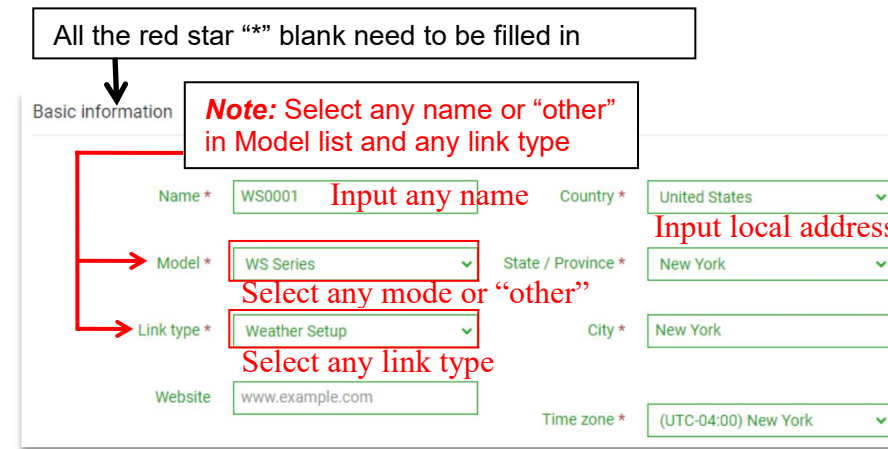 All the red star “*” blank need to be filled in
Basic information
Note: Select any name or “other”
in Model list and any link type
Name * WS0001 Input any name Country * United States
Input local address
Model * WS Series State / Province * New York
Select any mode or “other”
Link type * Weather Setup City * New York
Select any link type
Website www.example.com
Time zone * (UTC-04:00) New York